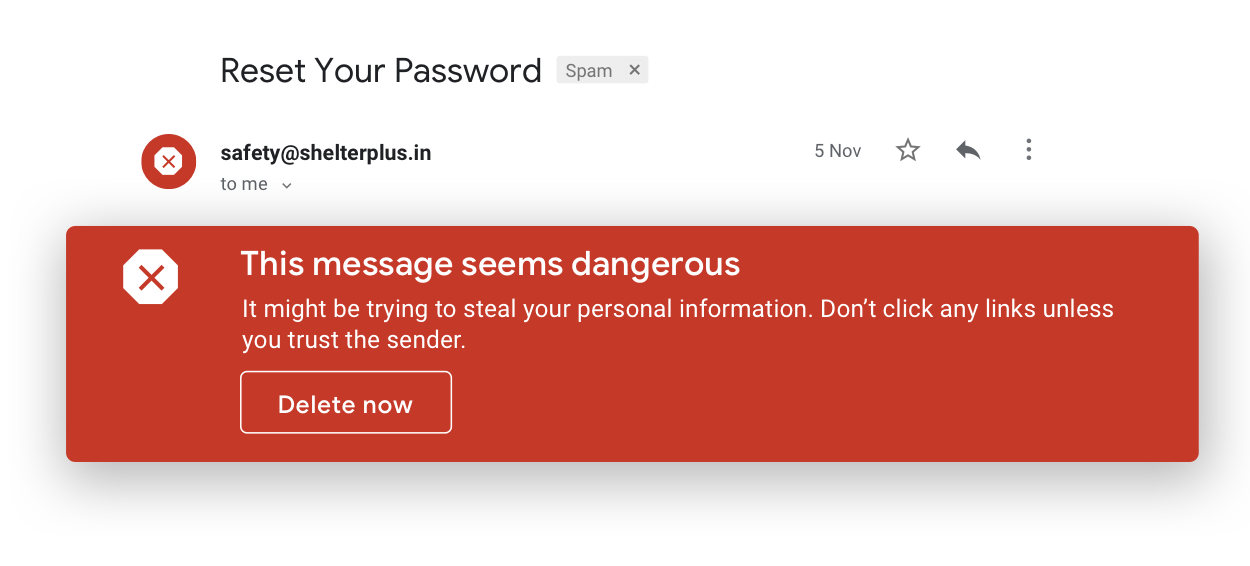 Reset Your Password Spam ×
safety@shelterplus.in 5 Nov
to me
This message seems dangerous
It might be trying to steal your personal information. Don’t click any links unless
you trust the sender.
Delete now